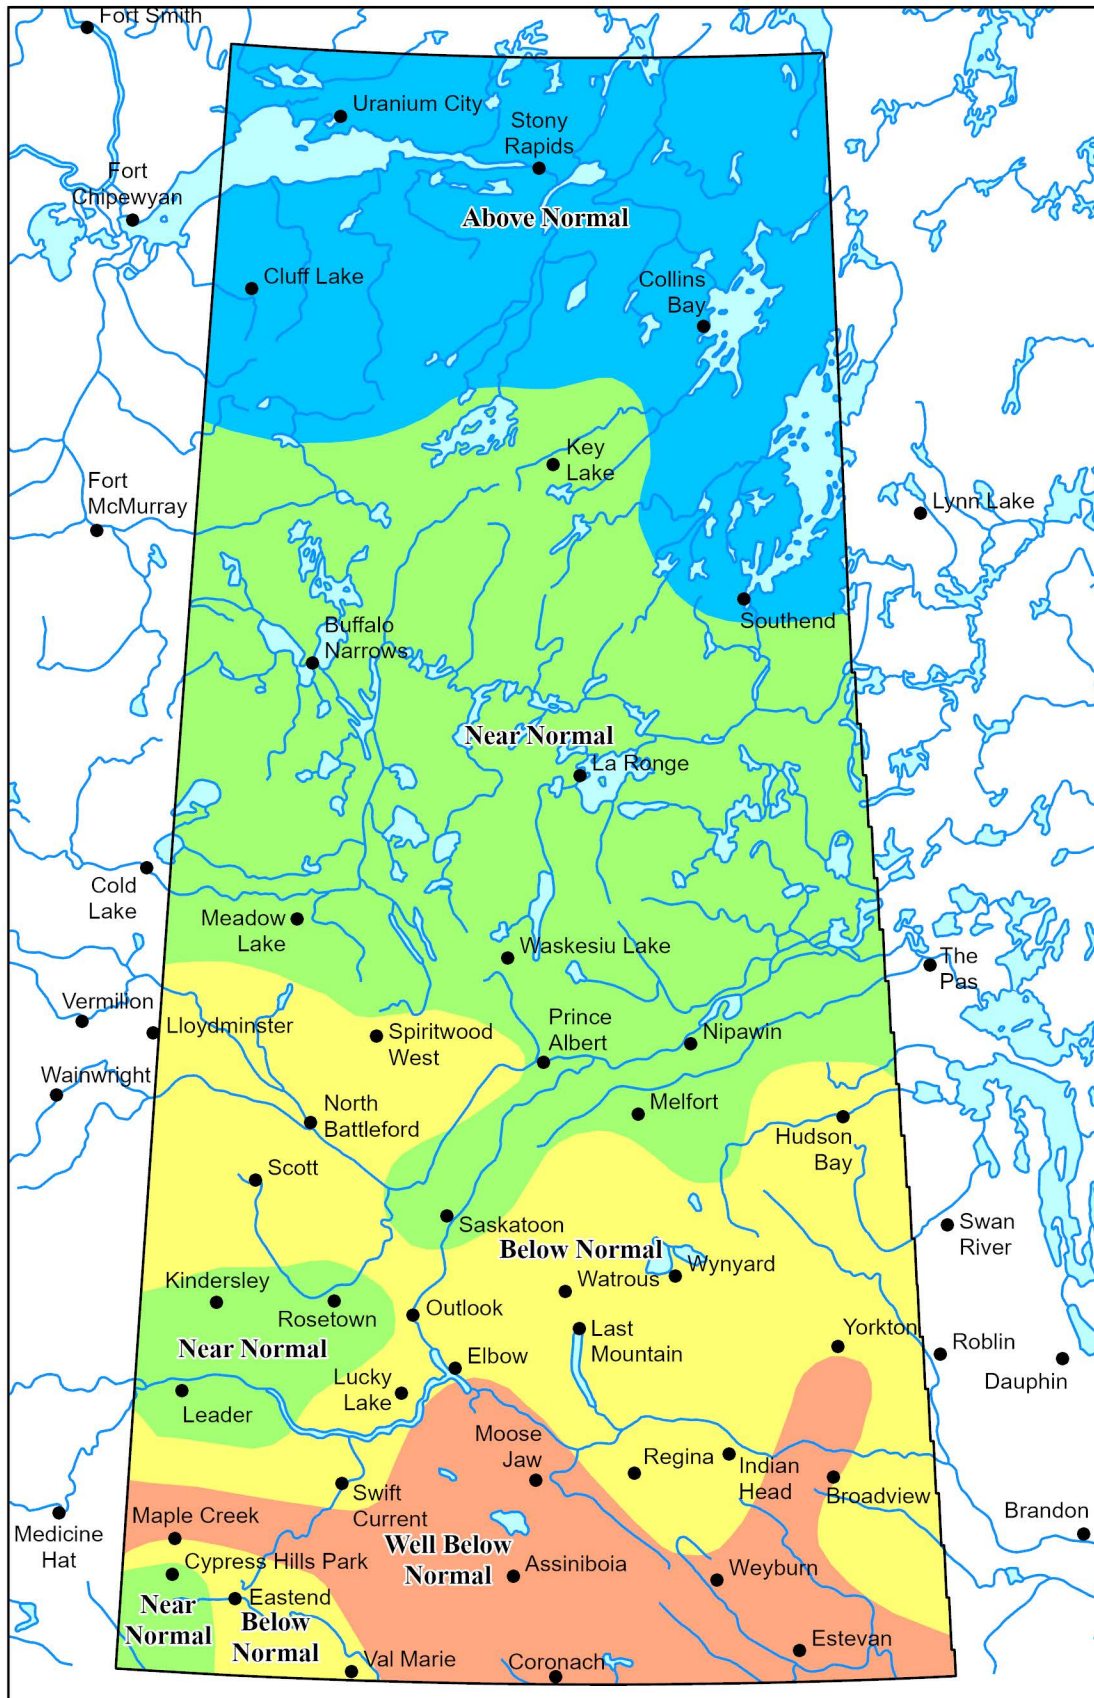 Fort Smith
Uranium City
Stony
Rapids
Fort
Chipewyan
Above Normal
Cluff Lake
Collins
Bay
Key
Lake
Fort
McMurray
Lynn Lake
Southend
Buffalo
Narrows
Near Normal
La Ronge
Cold
Lake
Meadow
Lake
Waskesiu Lake
The
Pas
Vermilion
Lloydminster
Spiritwood
West
Prince
Albert
Nipawin
Wainwright
North
Battleford
Melfort
Hudson
Bay
Scott
Saskatoon
Swan
River
Below Normal
Kindersley
Rosetown
Watrous
Wynyard
Outlook
Near Normal
Last
Mountain
Yorkton
Roblin
Dauphin
Elbow
Lucky
Lake
Leader
Moose
Jaw
Regina
Indian
Head
Broadview
Swift
Current
Maple Creek
Medicine
Hat
Brandon
Well Below
Normal
Cypress Hills Park
Assiniboia
Weyburn
Near
Normal
Eastend
Below
Normal
Estevan
Val Marie
Coronach